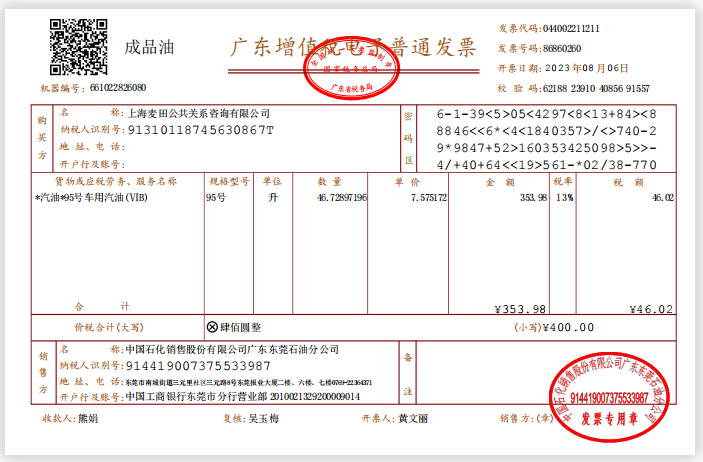 成品油
广东增值税电子普通发票
国家税务总局
广东省税务局
发票代码:044002211211
发票号码:86860260
开票日期:2023年08月06日
校 验 码:62188 23910 40856 91557
机器编号:661022826080
购买方
名 称:上海麦田公共关系咨询有限公司
纳税人识别号:91310118745630867T
地 址、电 话:
开户行及账号:
密码区
6-1-39<5>05<4297<8<13+84><8
8846<<6*<4<1840357>/<>740-2
9*9847+52>160353425098>5>>-
4/+40+64<<19>561-*02/38-770
货物或应税劳务、服务名称 规格型号 单位 数 量 单 价 金 额 税率 税 额
*汽油*95号车用汽油(ⅥB) 95号 升 46.72897196 7.575172 353.98 13% 46.02
合 计 ¥353.98 ¥46.02
价税合计(大写) ⊗肆佰圆整 (小写)¥400.00
销售方
名 称:中国石化销售股份有限公司广东东莞石油分公司
纳税人识别号:914419007375533987
地 址、电 话:东莞市南城街道三元里社区三元路8号东莞报业大厦二楼、六楼、七楼0769-22364371
开户行及账号:中国工商银行东莞市分行营业部 2010021329200009014
备注
中国石化销售股份有限公司广东东莞石油分公司
914419007375533987
发票专用章
收款人:熊娟 复核:吴玉梅 开票人:黄文丽 销售方:(章)